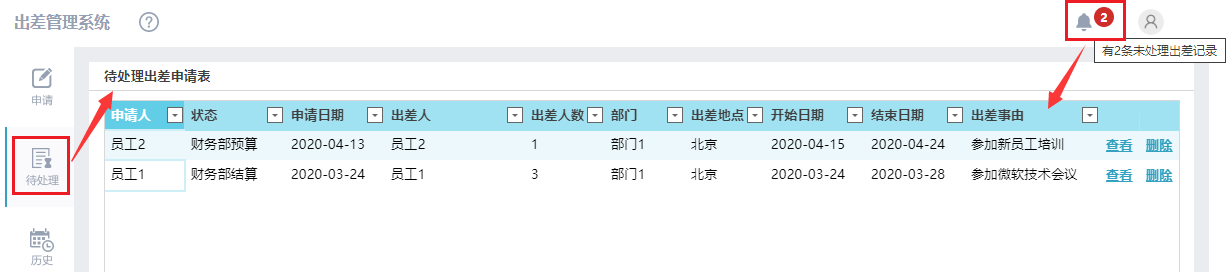 出差管理系统 ? 2
有2条未处理出差记录
申请
待处理
历史
待处理出差申请表
申请人 状态 申请日期 出差人 出差人数 部门 出差地点 开始日期 结束日期 出差事由
员工2 财务部预算 2020-04-13 员工2 1 部门1 北京 2020-04-15 2020-04-24 参加新员工培训 查看 删除
员工1 财务部结算 2020-03-24 员工1 3 部门1 北京 2020-03-24 2020-03-28 参加微软技术会议 查看 删除